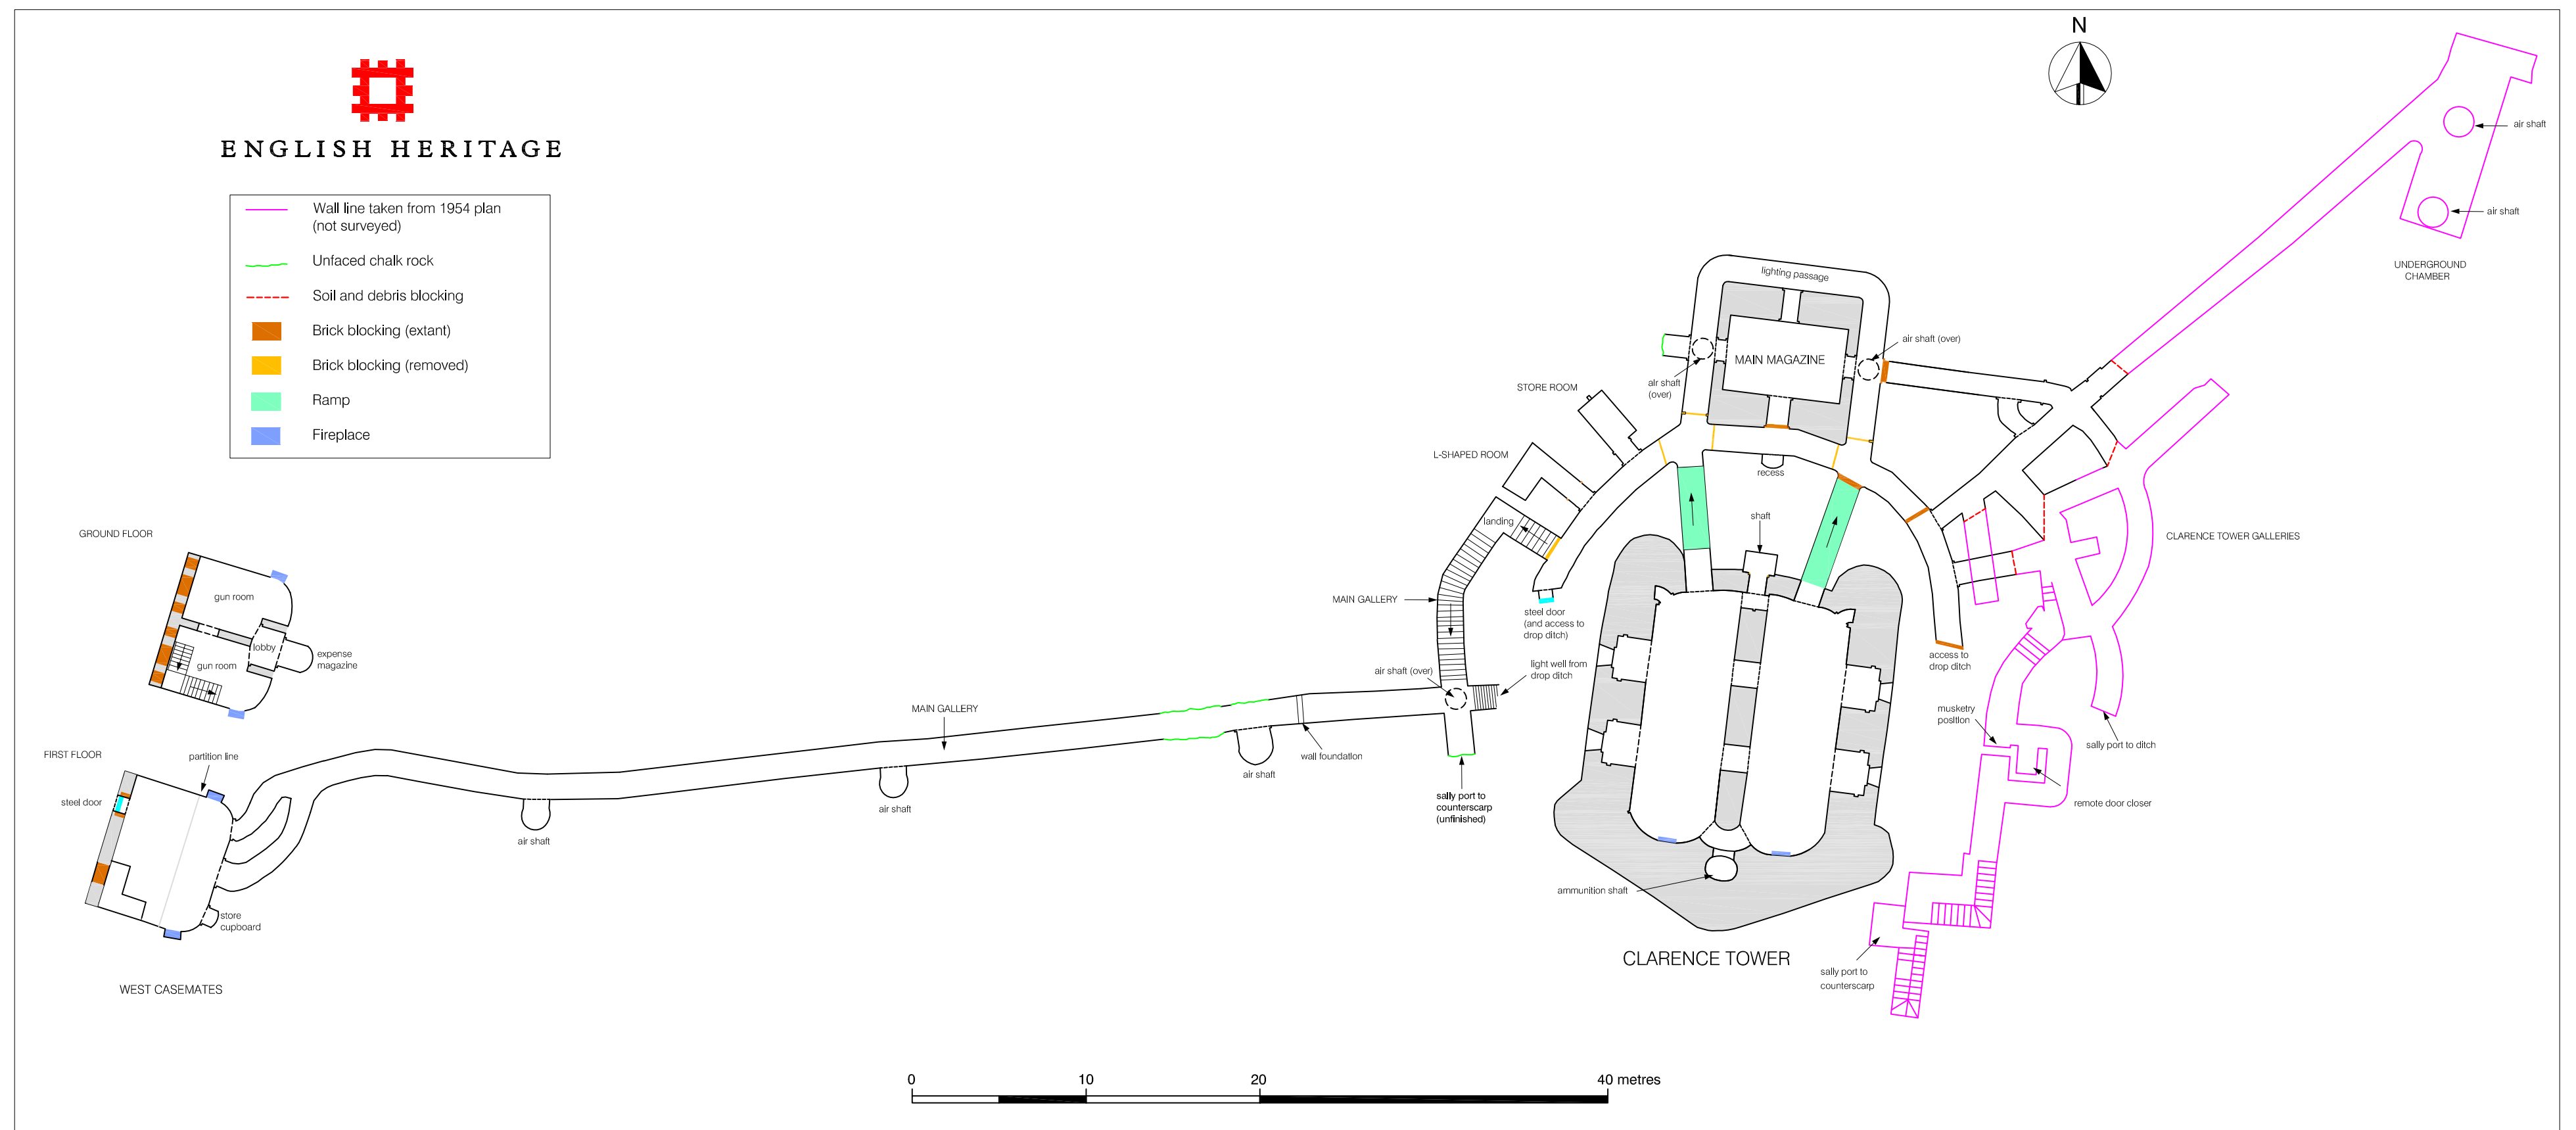 N
ENGLISH HERITAGE
Wall line taken from 1954 plan
(not surveyed)
Unfaced chalk rock
Soil and debris blocking
Brick blocking (extant)
Brick blocking (removed)
Ramp
Fireplace
air shaft
air shaft
UNDERGROUND
CHAMBER
lighting passage
MAIN MAGAZINE
air shaft (over)
air shaft
(over)
STORE ROOM
L-SHAPED ROOM
recess
landing
shaft
CLARENCE TOWER GALLERIES
GROUND FLOOR
gun room
lobby
gun room
expense
magazine
MAIN GALLERY
steel door
(and access to
drop ditch)
access to
drop ditch
light well from
drop ditch
air shaft (over)
MAIN GALLERY
musketry
position
sally port to ditch
wall foundation
FIRST FLOOR
partition line
steel door
air shaft
air shaft
air shaft
sally port to
counterscarp
(unfinished)
remote door closer
store
cupboard
ammunition shaft
CLARENCE TOWER
sally port to
counterscarp
WEST CASEMATES
0 10 20 40 metres